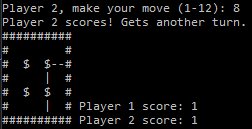 Player 2, make your move (1-12): 8
Player 2 scores! Gets another turn.
##########
#        #
#  $  $--#
#     |  #
#  $  $  #
#     |  # Player 1 score: 1
########## Player 2 score: 1